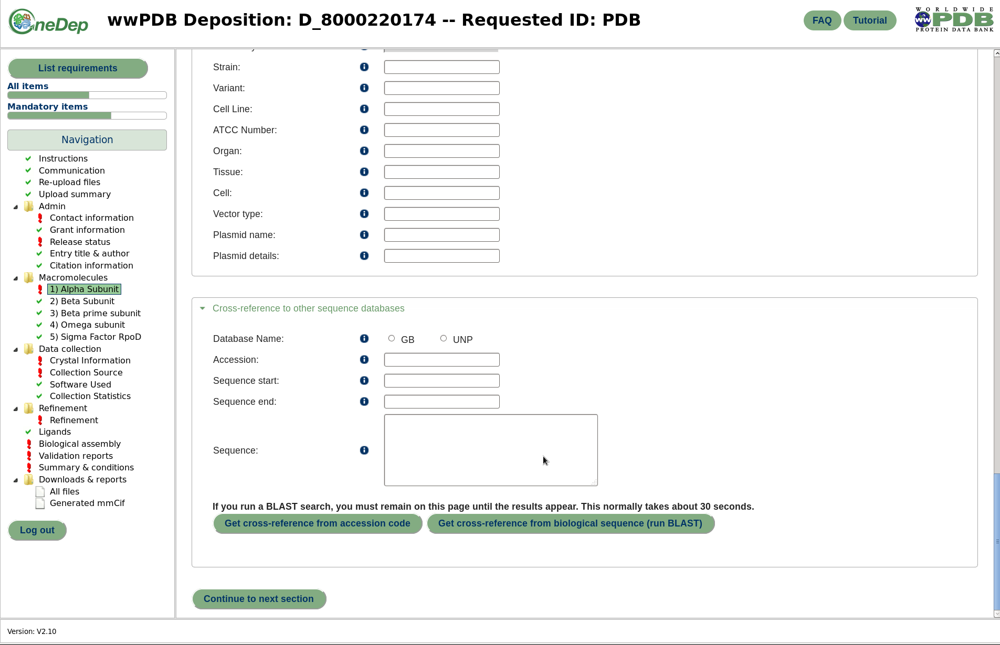 OneDep
wwPDB Deposition: D_8000220174 -- Requested ID: PDB
FAQ
Tutorial
WORLDWIDE
ww PDB
PROTEIN DATA BANK
List requirements
All items
Mandatory items
Navigation
Instructions
Communication
Re-upload files
Upload summary
Admin
Contact information
Grant information
Release status
Entry title & author
Citation information
Macromolecules
1) Alpha Subunit
2) Beta Subunit
3) Beta prime subunit
4) Omega subunit
5) Sigma Factor RpoD
Data collection
Crystal Information
Collection Source
Software Used
Collection Statistics
Refinement
Refinement
Ligands
Biological assembly
Validation reports
Summary & conditions
Downloads & reports
All files
Generated mmCif
Log out
Strain:
Variant:
Cell Line:
ATCC Number:
Organ:
Tissue:
Cell:
Vector type:
Plasmid name:
Plasmid details:
Cross-reference to other sequence databases
Database Name: GB UNP
Accession:
Sequence start:
Sequence end:
Sequence:
If you run a BLAST search, you must remain on this page until the results appear. This normally takes about 30 seconds.
Get cross-reference from accession code
Get cross-reference from biological sequence (run BLAST)
Continue to next section
Version: V2.10